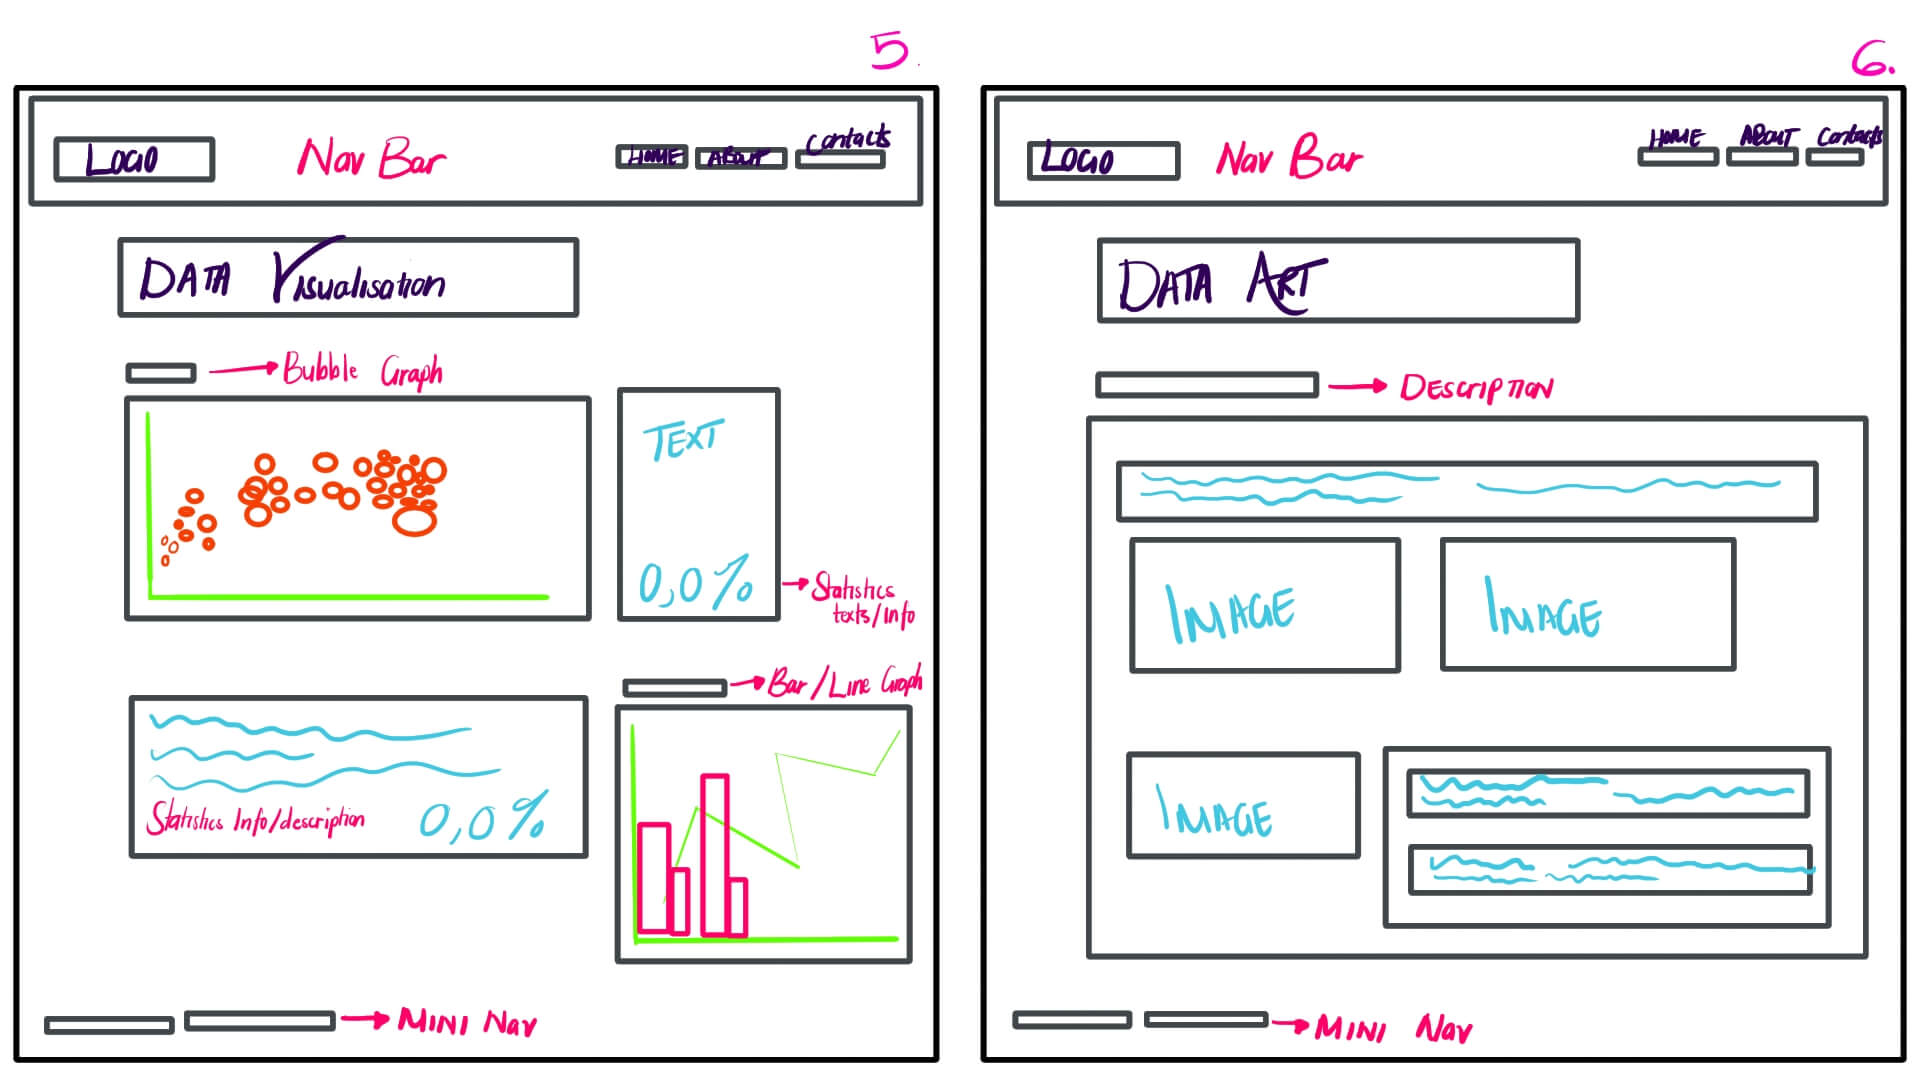 5.
LOGO
Nav Bar
HOME
ABOUT
Contacts
DATA Visualisation
Bubble Graph
TEXT
0,0%
Statistics
texts/info
Bar/Line Graph
Statistics Info/description
0,0%
MINI Nav
6.
LOGO
Nav Bar
HOME
ABOUT
Contacts
DATA ART
DESCRIPTION
IMAGE
IMAGE
IMAGE
MINI Nav